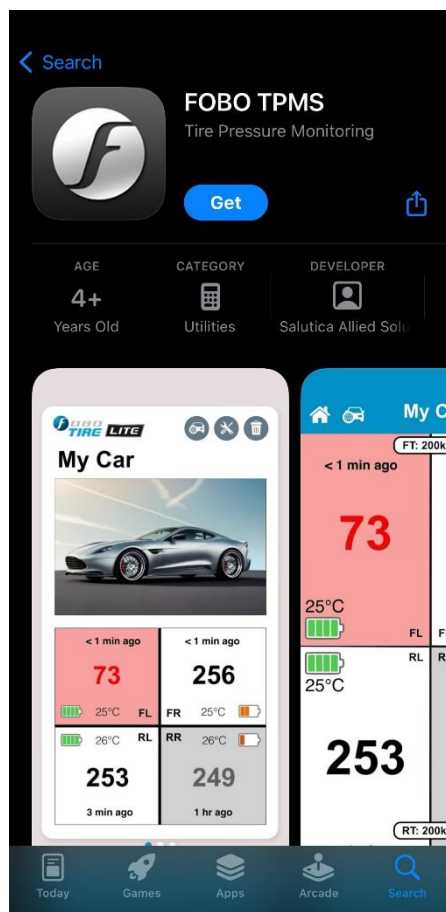 Search
FOBO TPMS
Tire Pressure Monitoring
Get
AGE
CATEGORY
DEVELOPER
4+
Years Old
Utilities
Salutica Allied Solu
FOBO
TIRE LITE
My Car
< 1 min ago
< 1 min ago
73
256
25°C FL
FR 25°C
26°C RL
RR 26°C
253
249
3 min ago
1 hr ago
My C
FT: 200k
< 1 min ago
73
25°C
FL
F
RL
R
25°C
253
RT: 200k
Today
Games
Apps
Arcade
Search